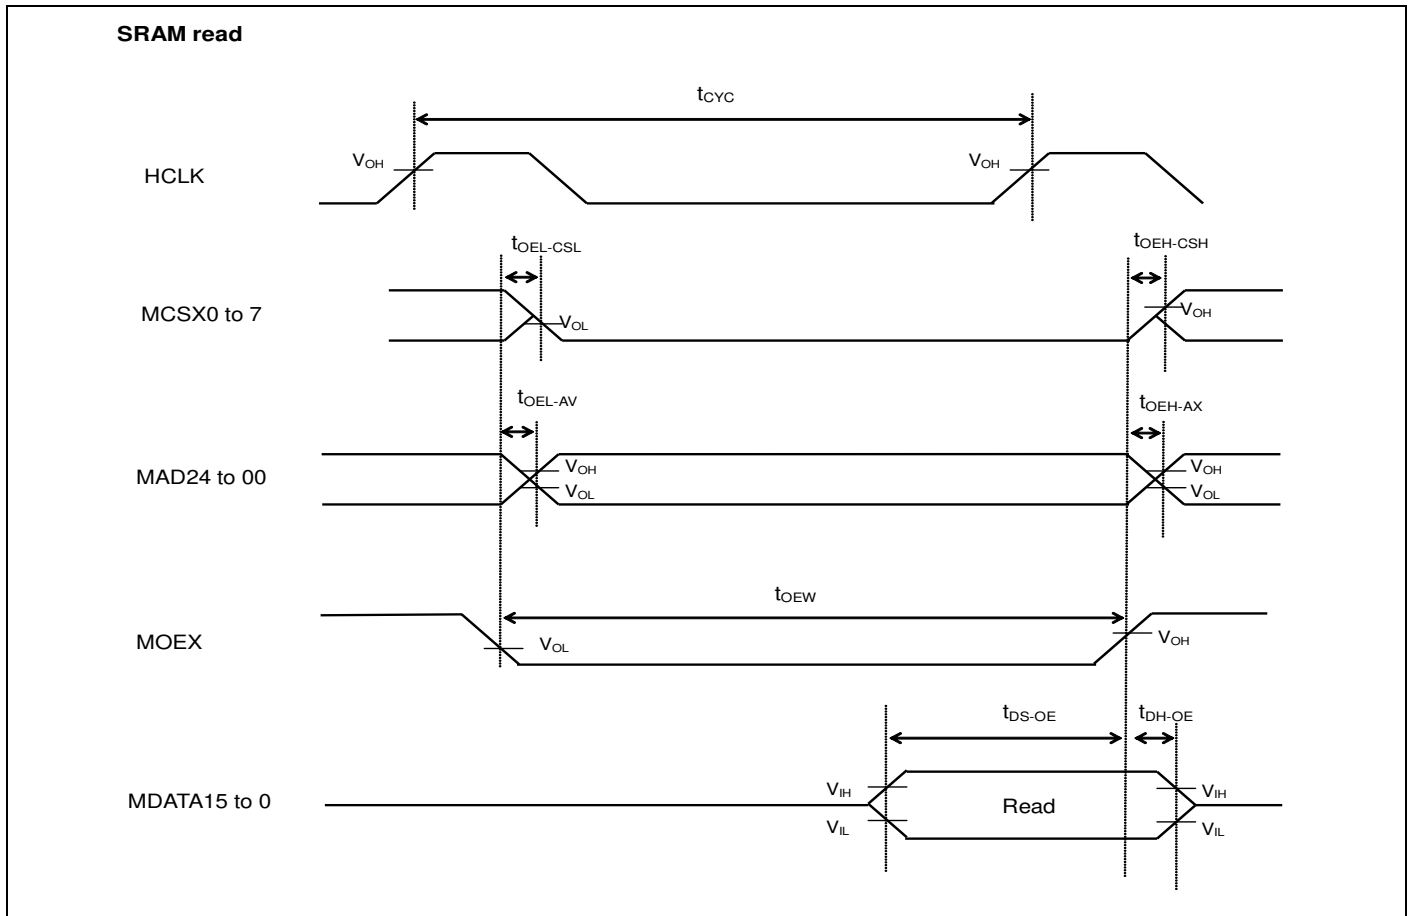 SRAM read
tCYC
VOH
VOH
HCLK
tOEL-CSL
tOEH-CSH
MCSX0 to 7
VOL
VOH
tOEL-AV
tOEH-AX
MAD24 to 00
VOH
VOH
VOL
VOL
tOEW
MOEX
VOL
VOH
tDS-OE
tDH-OE
VIH
VIH
MDATA15 to 0
Read
VIL
VIL